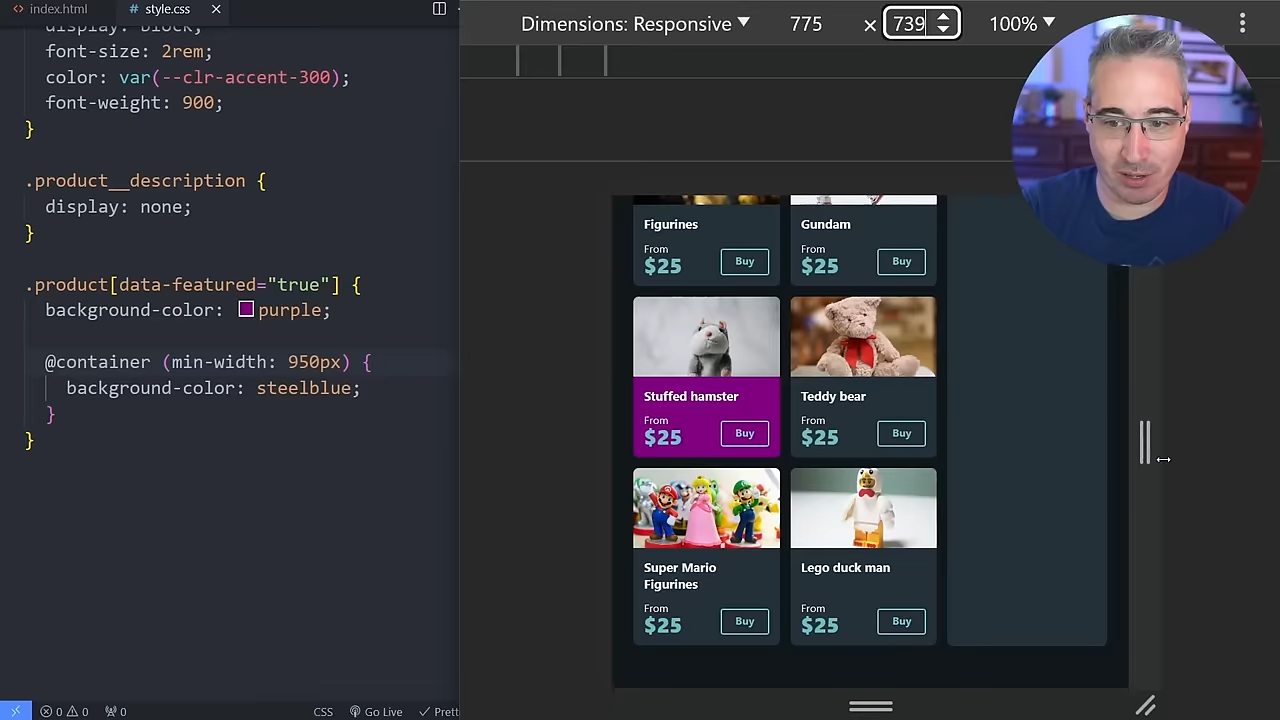 index.html
style.css
Dimensions: Responsive
775
×
739
100%
display: block;
font-size: 2rem;
color: var(--clr-accent-300);
font-weight: 900;
}
.product__description {
display: none;
}
.product[data-featured="true"] {
background-color: purple;
@container (min-width: 950px) {
background-color: steelblue;
}
}
Figurines
From
$25
Buy
Gundam
From
$25
Buy
Stuffed hamster
From
$25
Buy
Teddy bear
From
$25
Buy
Super Mario
Figurines
From
$25
Buy
Lego duck man
From
$25
Buy
0
0
0
CSS
Go Live
Prett